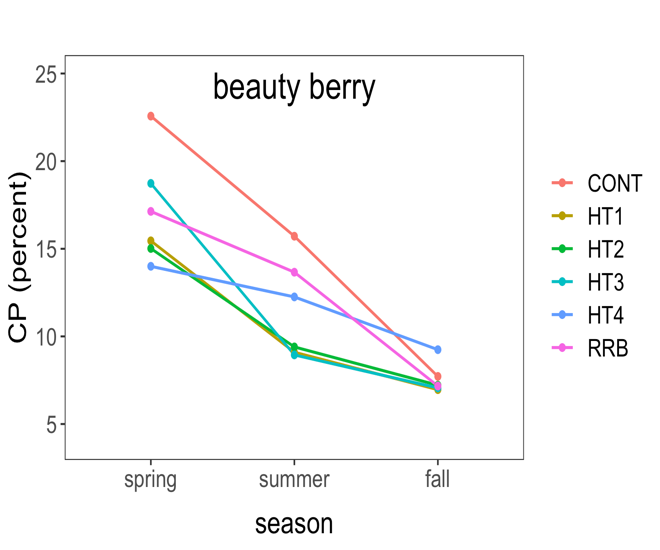 beauty berry
25
20
15
10
5
CP (percent)
spring summer fall
season
CONT
HT1
HT2
HT3
HT4
RRB